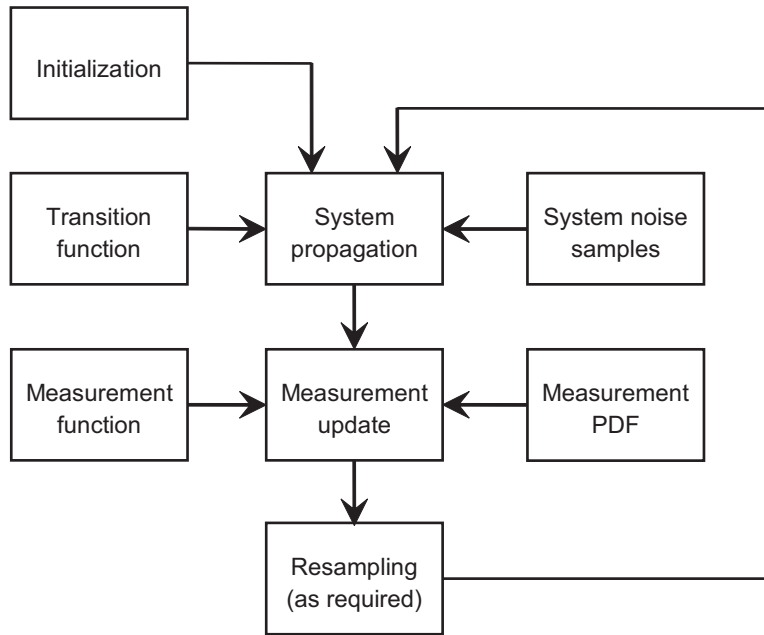 Initialization
Transition
function
System
propagation
System noise
samples
Measurement
function
Measurement
update
Measurement
PDF
Resampling
(as required)